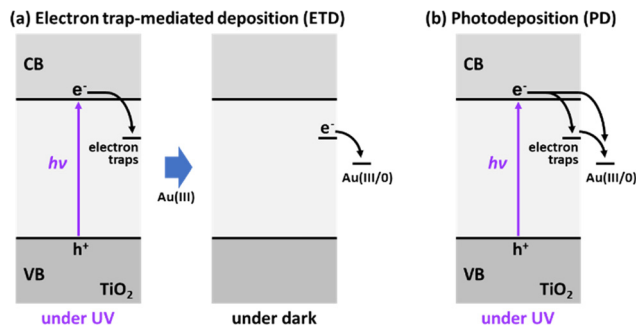 (a) Electron trap-mediated deposition (ETD)
(b) Photodeposition (PD)
CB
e⁻
electron
traps
hν
h⁺
VB
TiO₂
under UV
Au(III)
e⁻
Au(III/0)
under dark
CB
e⁻
electron
traps
Au(III/0)
hν
h⁺
VB
TiO₂
under UV